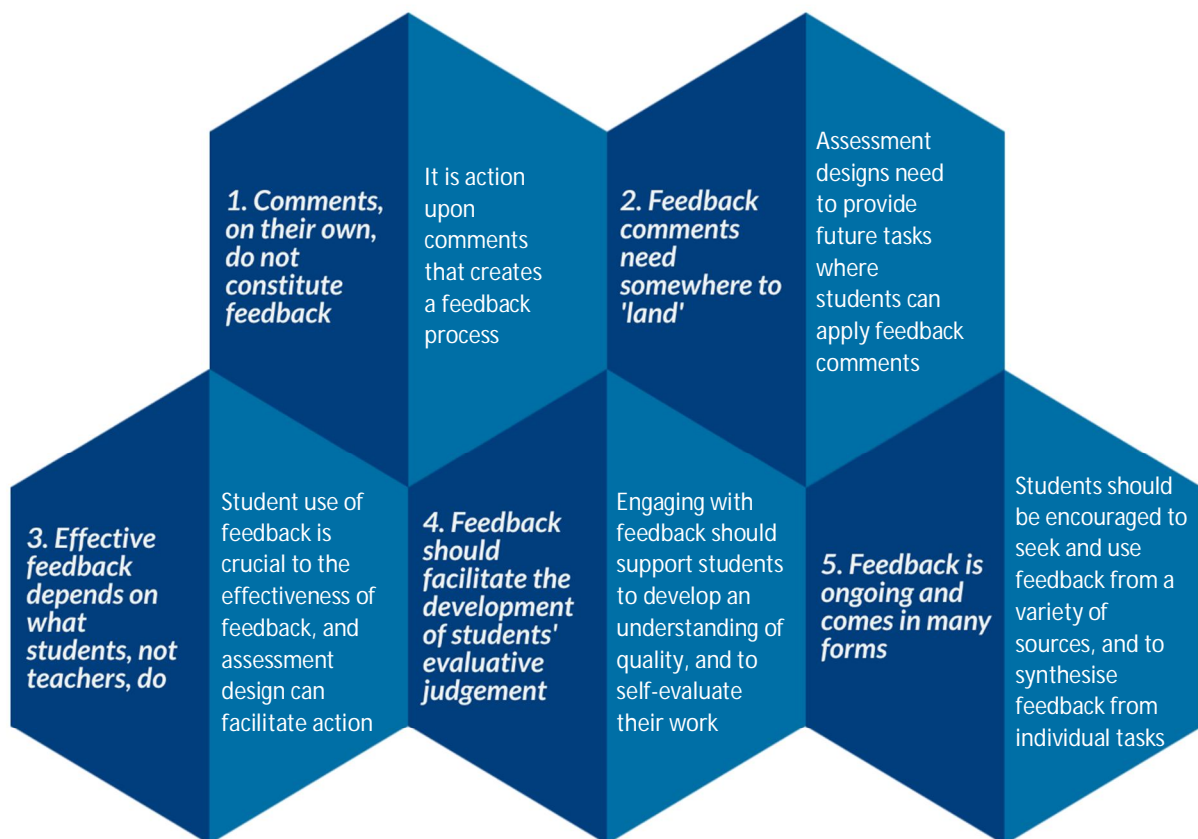 1. Comments,
on their own,
do not
constitute
feedback
It is action
upon
comments
that creates
a feedback
process
2. Feedback
comments
need
somewhere to
'land'
Assessment
designs need
to provide
future tasks
where
students can
apply feedback
comments
3. Effective
feedback
depends on
what
students, not
teachers, do
Student use of
feedback is
crucial to the
effectiveness of
feedback, and
assessment
design can
facilitate action
4. Feedback
should
facilitate the
development
of students'
evaluative
judgement
Engaging with
feedback should
support students
to develop an
understanding of
quality, and to
self-evaluate
their work
5. Feedback is
ongoing and
comes in many
forms
Students should
be encouraged to
seek and use
feedback from a
variety of
sources, and to
synthesise
feedback from
individual tasks